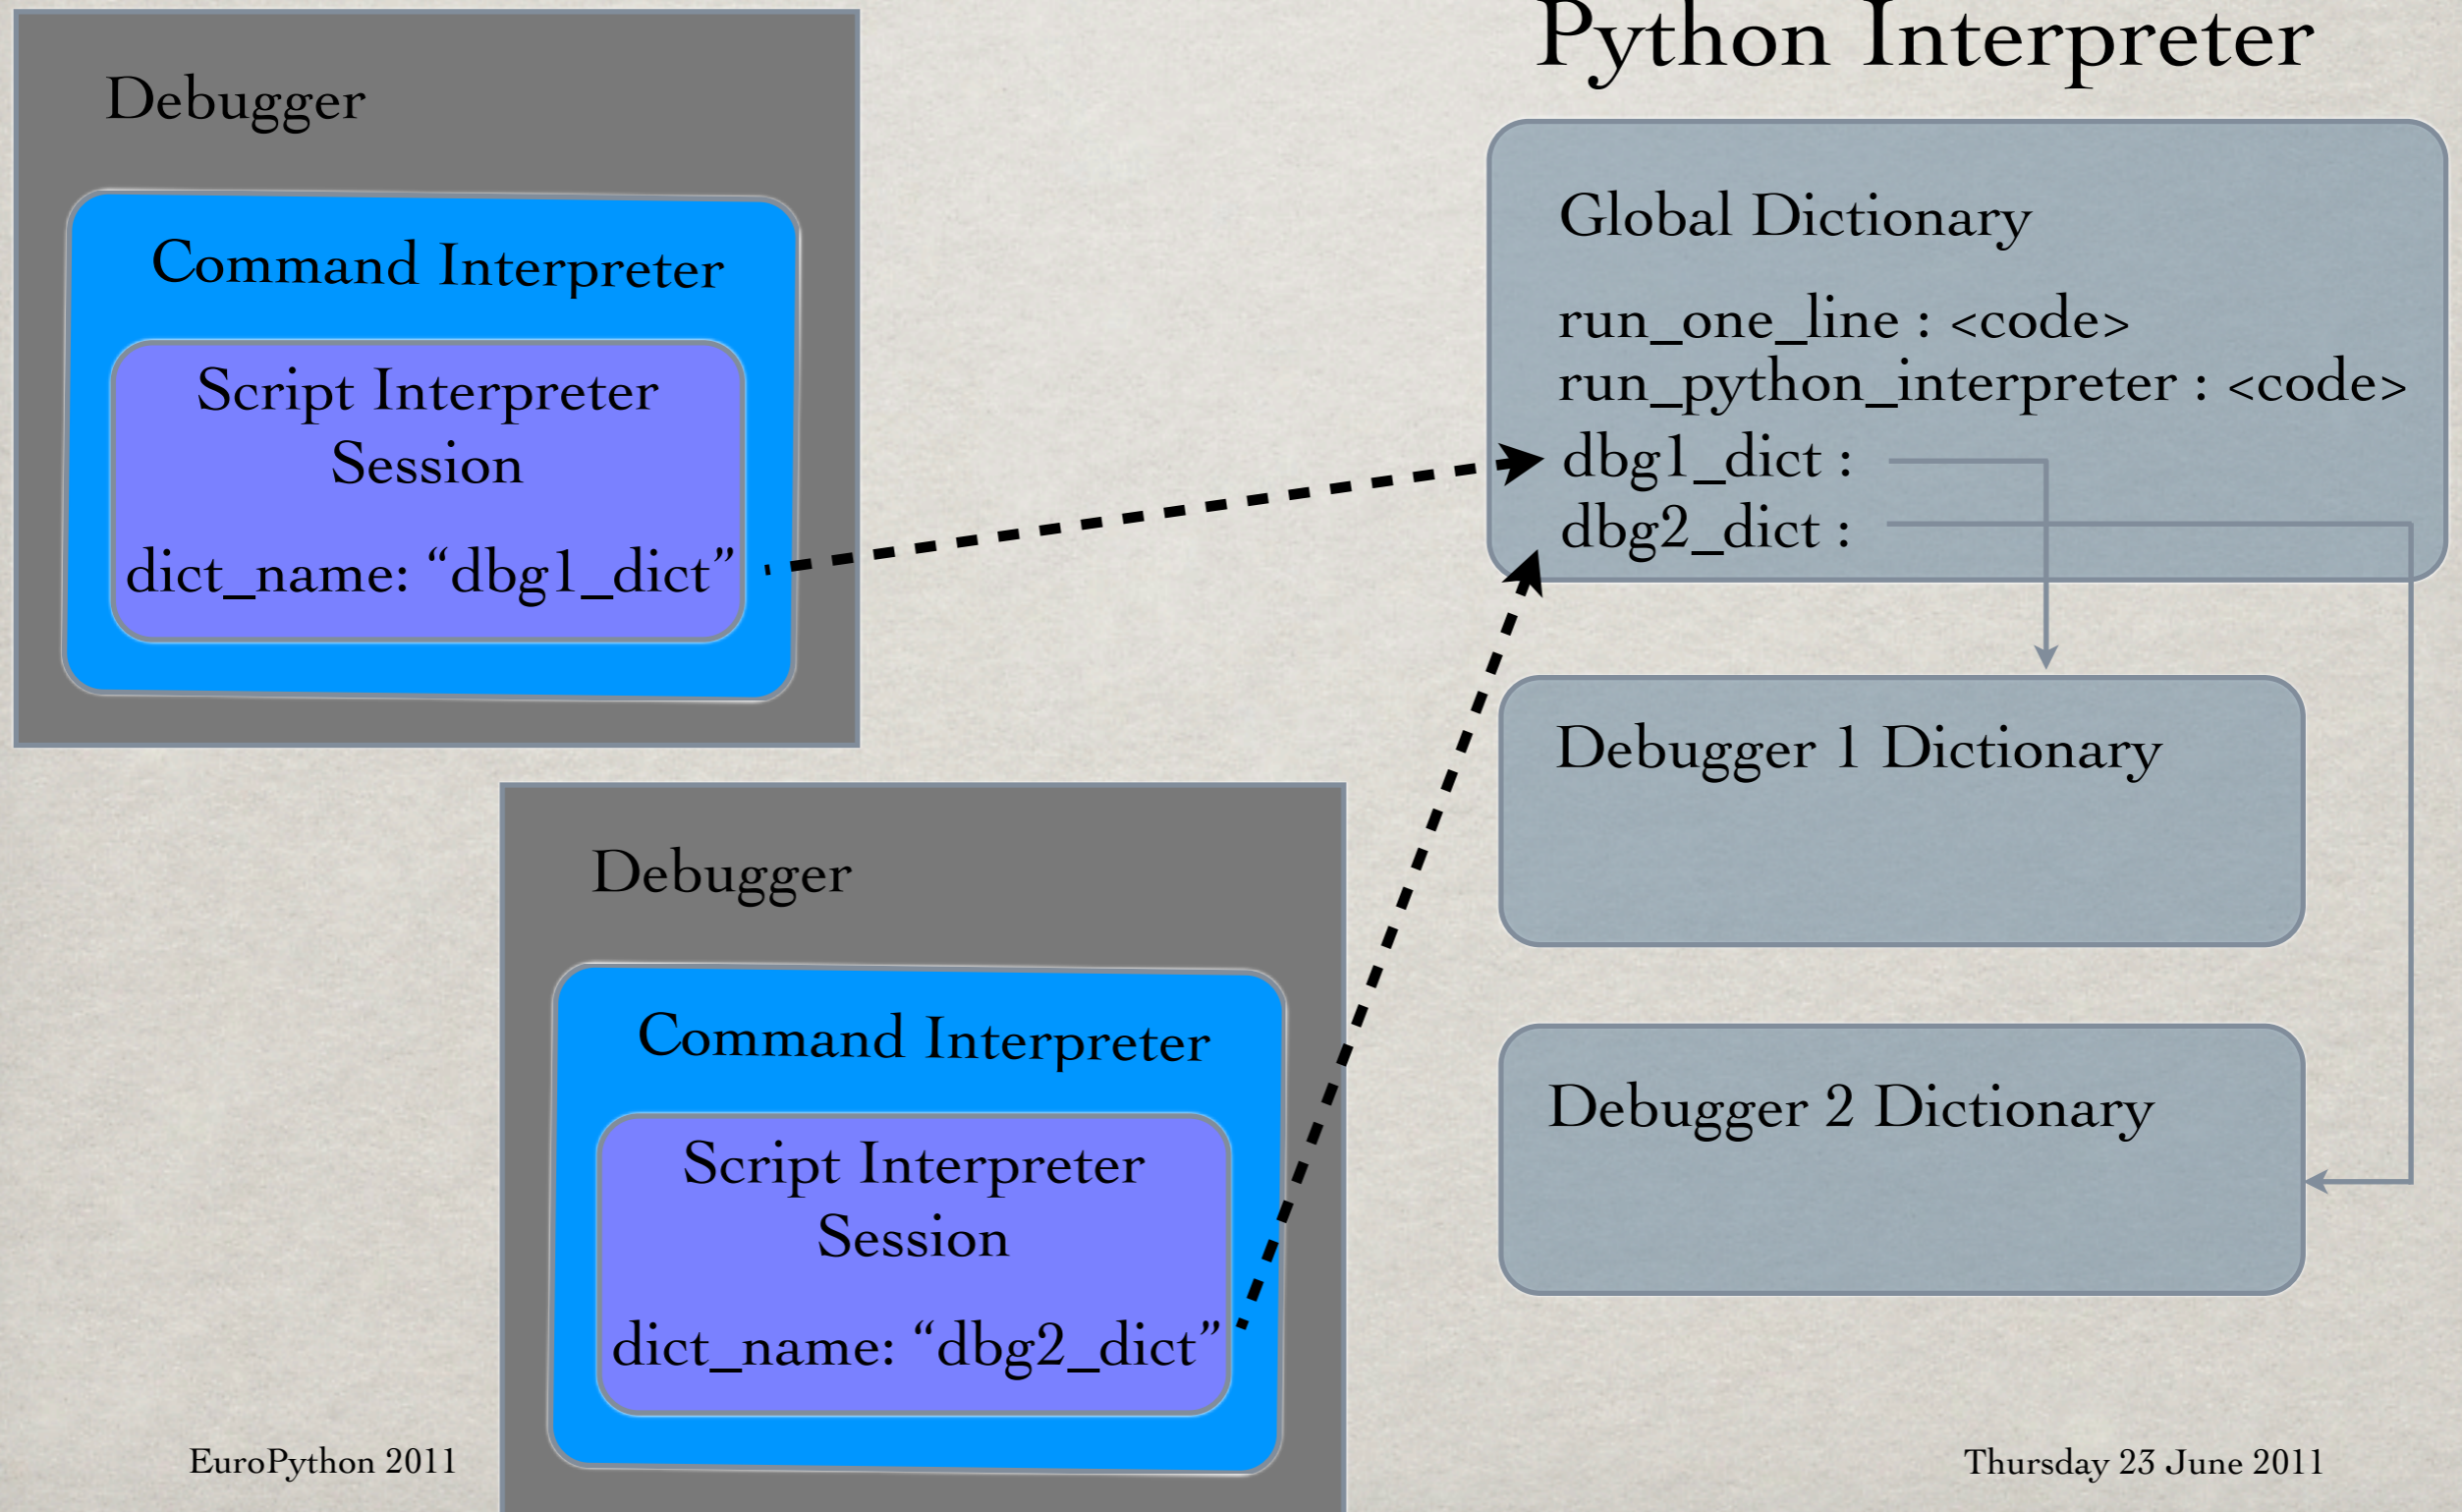 Python Interpreter
Debugger
Command Interpreter
Script Interpreter
Session
dict_name: “dbg1_dict”
Global Dictionary
run_one_line : <code>
run_python_interpreter : <code>
dbg1_dict :
dbg2_dict :
Debugger 1 Dictionary
Debugger
Command Interpreter
Script Interpreter
Session
dict_name: “dbg2_dict”
Debugger 2 Dictionary
EuroPython 2011
Thursday 23 June 2011